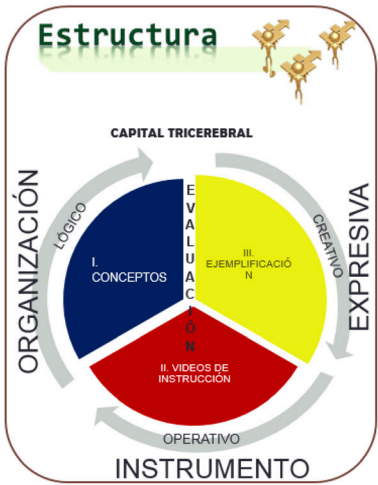 Estructura
CAPITAL TRICEREBRAL
ORGANIZACIÓN
LÓGICO
I.
CONCEPTOS
EVALUACIÓN
III.
EJEMPLIFICACIÓ
N
CREATIVO
EXPRESIVA
II. VIDEOS DE
INSTRUCCIÓN
OPERATIVO
INSTRUMENTO